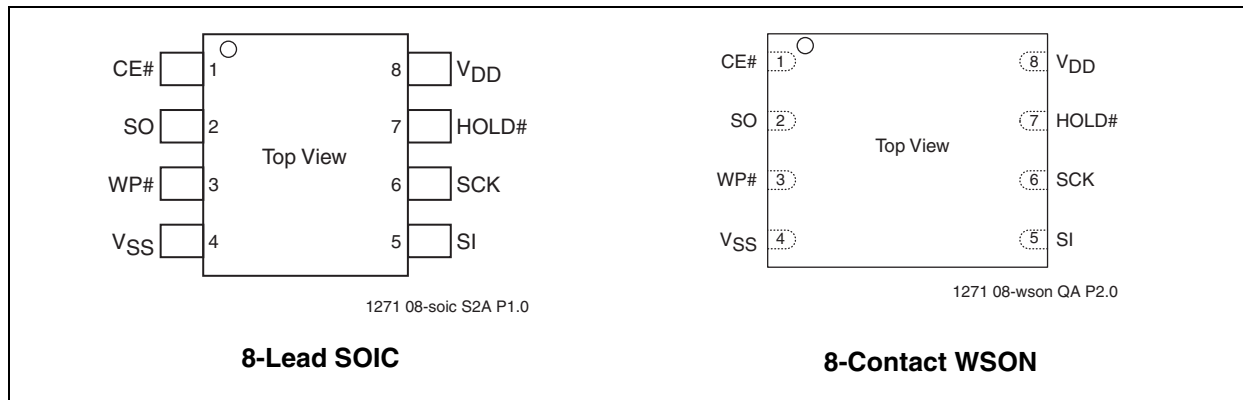 CE# 1 8 VDD
SO 2 7 HOLD#
Top View
WP# 3 6 SCK
VSS 4 5 SI
1271 08-soic S2A P1.0
8-Lead SOIC
CE# 1 8 VDD
SO 2 7 HOLD#
Top View
WP# 3 6 SCK
VSS 4 5 SI
1271 08-wson QA P2.0
8-Contact WSON